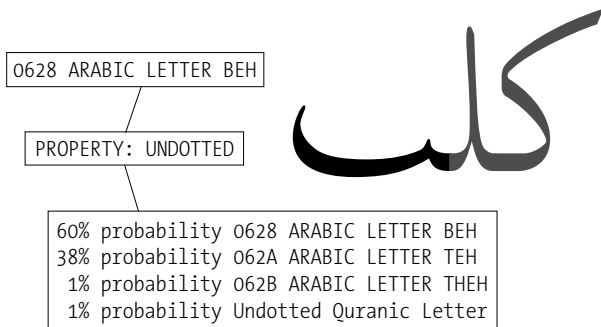 0628 ARABIC LETTER BEH
PROPERTY: UNDOTTED
كلٮ
60% probability 0628 ARABIC LETTER BEH
38% probability 062A ARABIC LETTER TEH
1% probability 062B ARABIC LETTER THEH
1% probability Undotted Quranic Letter